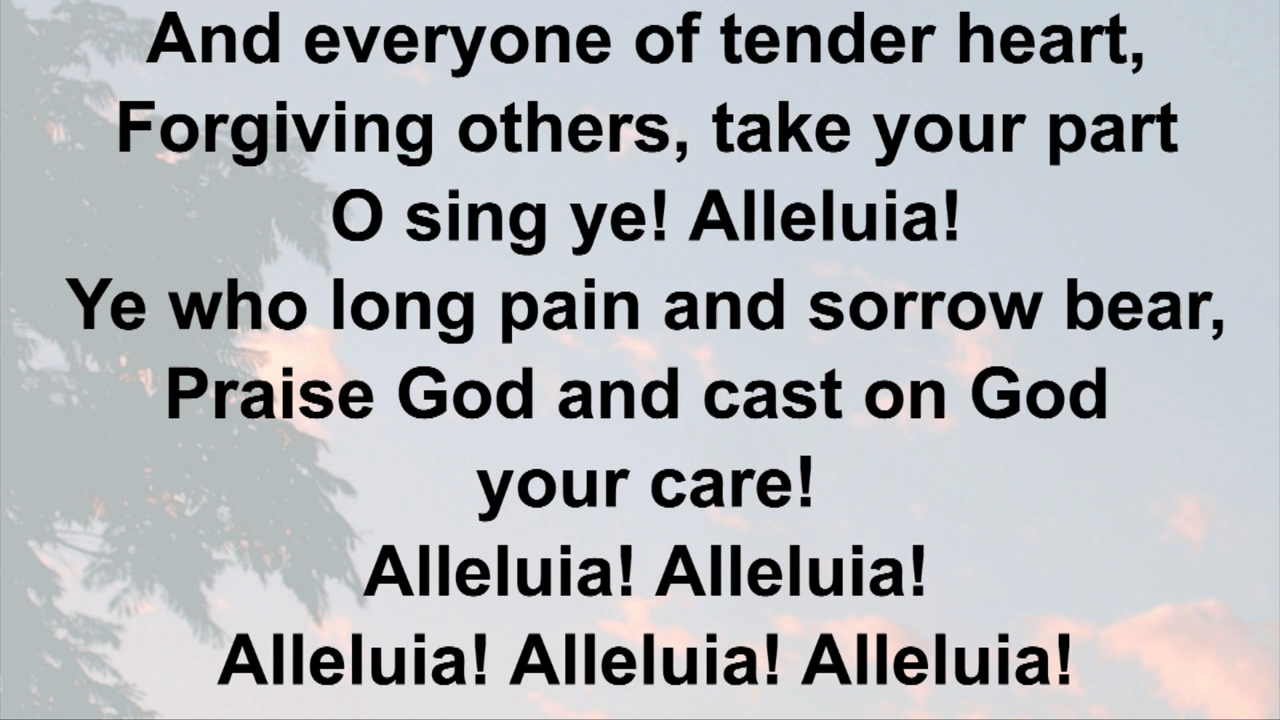 And everyone of tender heart,
Forgiving others, take your part
O sing ye! Alleluia!
Ye who long pain and sorrow bear,
Praise God and cast on God
your care!
Alleluia! Alleluia!
Alleluia! Alleluia! Alleluia!